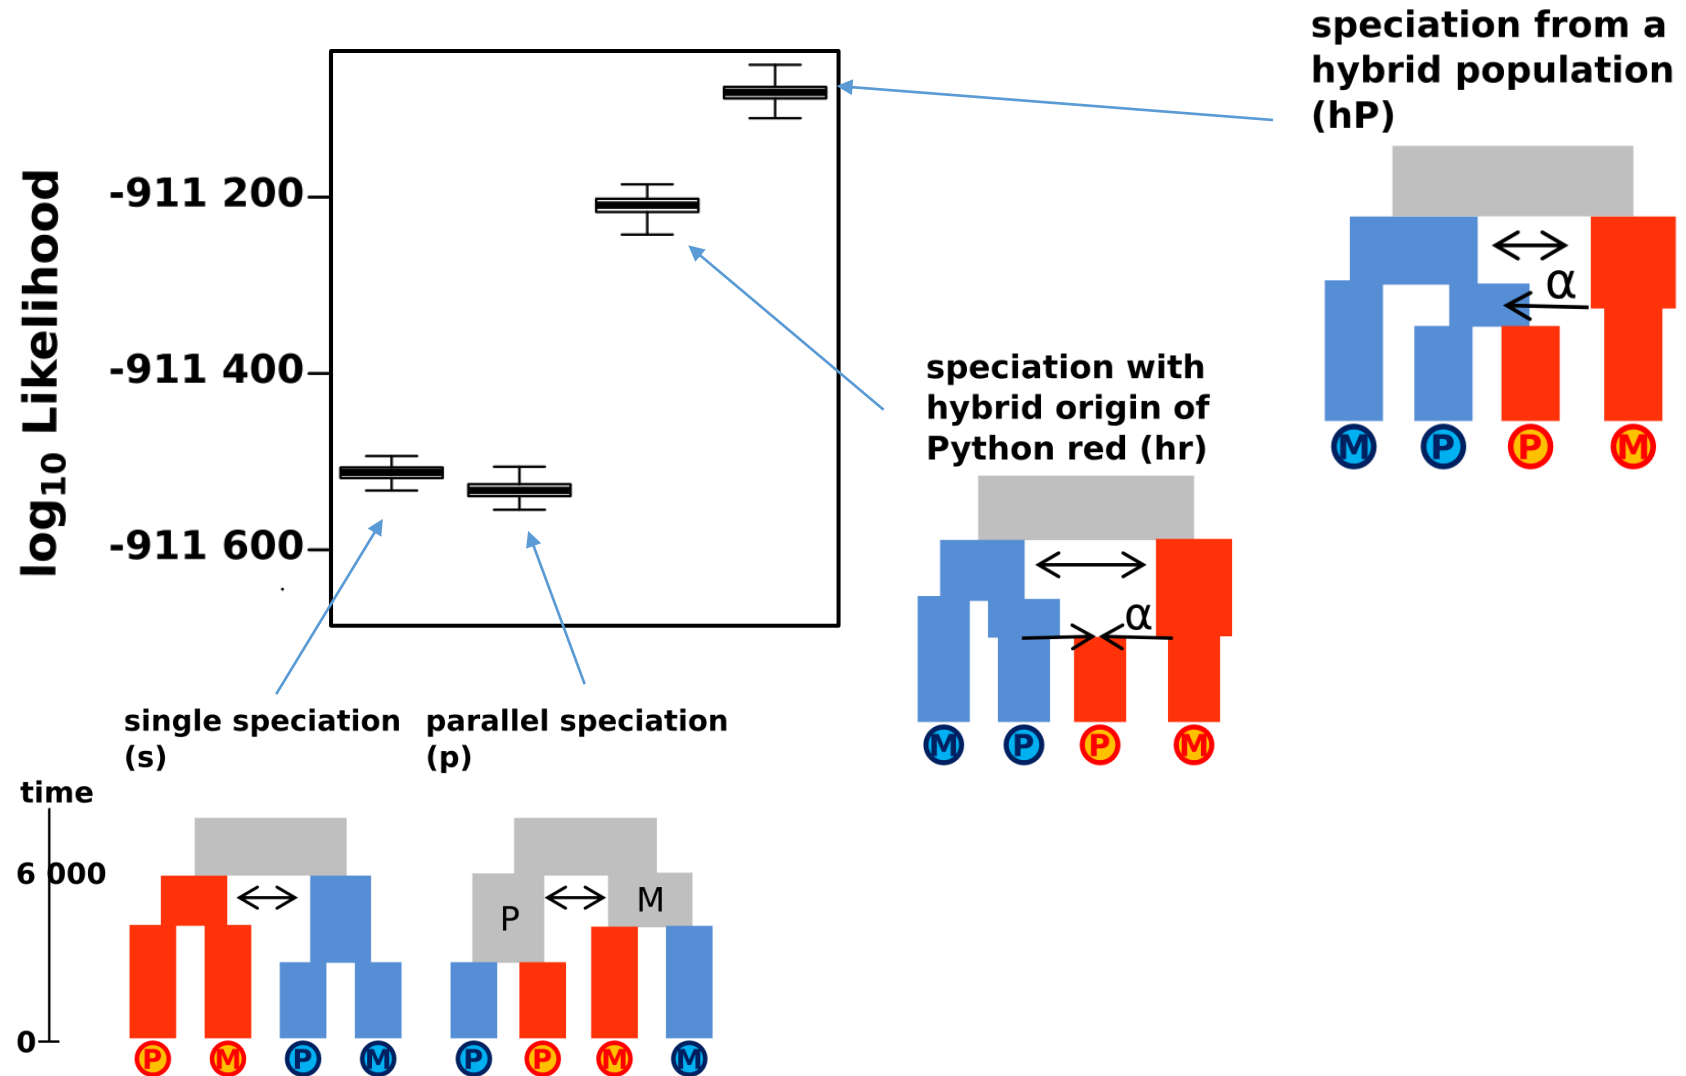 speciation from a
hybrid population
(hP)
log10 Likelihood
-911 200
-911 400
-911 600
α
M P P M
speciation with
hybrid origin of
Python red (hr)
α
M P P M
single speciation
(s)
parallel speciation
(p)
time
6 000
0
P M
P M P M
P P M M